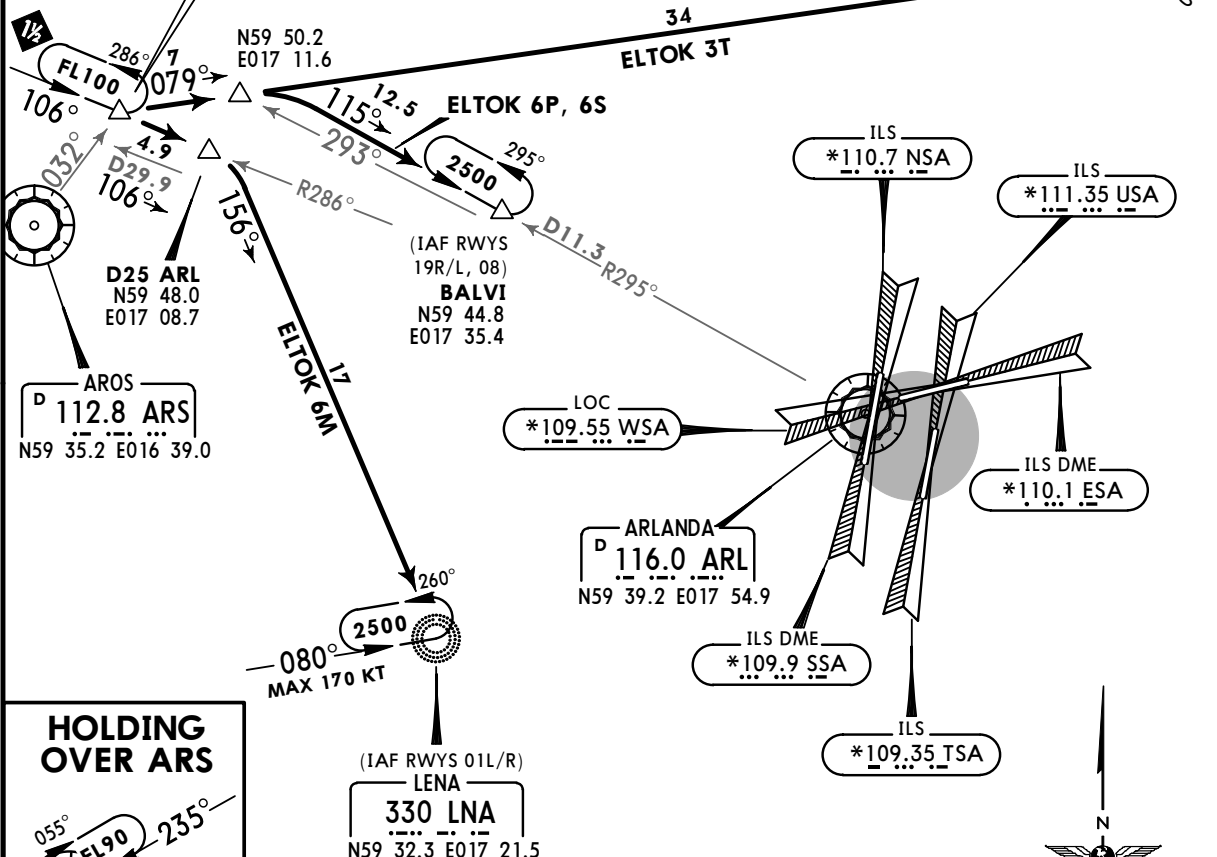 34
ELTOK 3T
1½
286°
7
079°
N59 50.2
E017 11.6
FL100
106°
12.5
115°
ELTOK 6P, 6S
293°
4.9
D29.9
106°
032°
2500
295°
R286°
156°
D25 ARL
N59 48.0
E017 08.7
(IAF RWYS
19R/L, 08)
BALVI
N59 44.8
E017 35.4
D11.3
R295°
ILS
*110.7 NSA
ILS
*111.35 USA
AROS
D 112.8 ARS
N59 35.2 E016 39.0
17
ELTOK 6M
LOC
*109.55 WSA
ILS DME
*110.1 ESA
ARLANDA
D 116.0 ARL
N59 39.2 E017 54.9
260°
2500
080°
MAX 170 KT
ILS DME
*109.9 SSA
ILS
*109.35 TSA
HOLDING
OVER ARS
055°
FL90
235°
(IAF RWYS 01L/R)
LENA
330 LNA
N59 32.3 E017 21.5
N